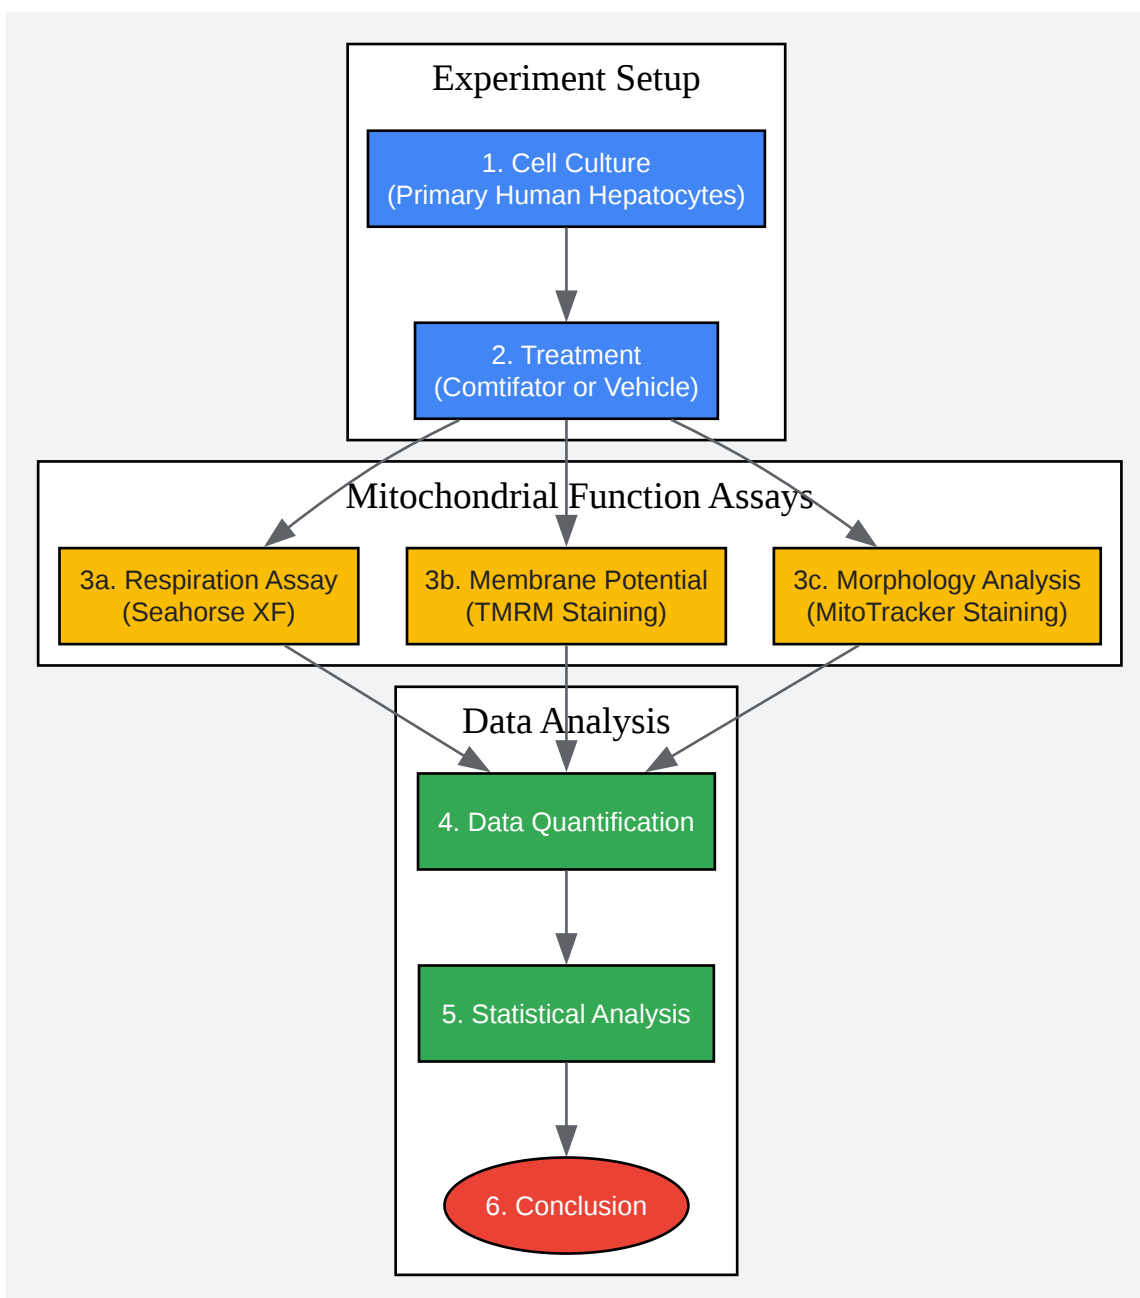 Experiment Setup
1. Cell Culture
(Primary Human Hepatocytes)
2. Treatment
(Comtifator or Vehicle)
Mitochondrial Function Assays
3a. Respiration Assay
(Seahorse XF)
3b. Membrane Potential
(TMRM Staining)
3c. Morphology Analysis
(MitoTracker Staining)
Data Analysis
4. Data Quantification
5. Statistical Analysis
6. Conclusion